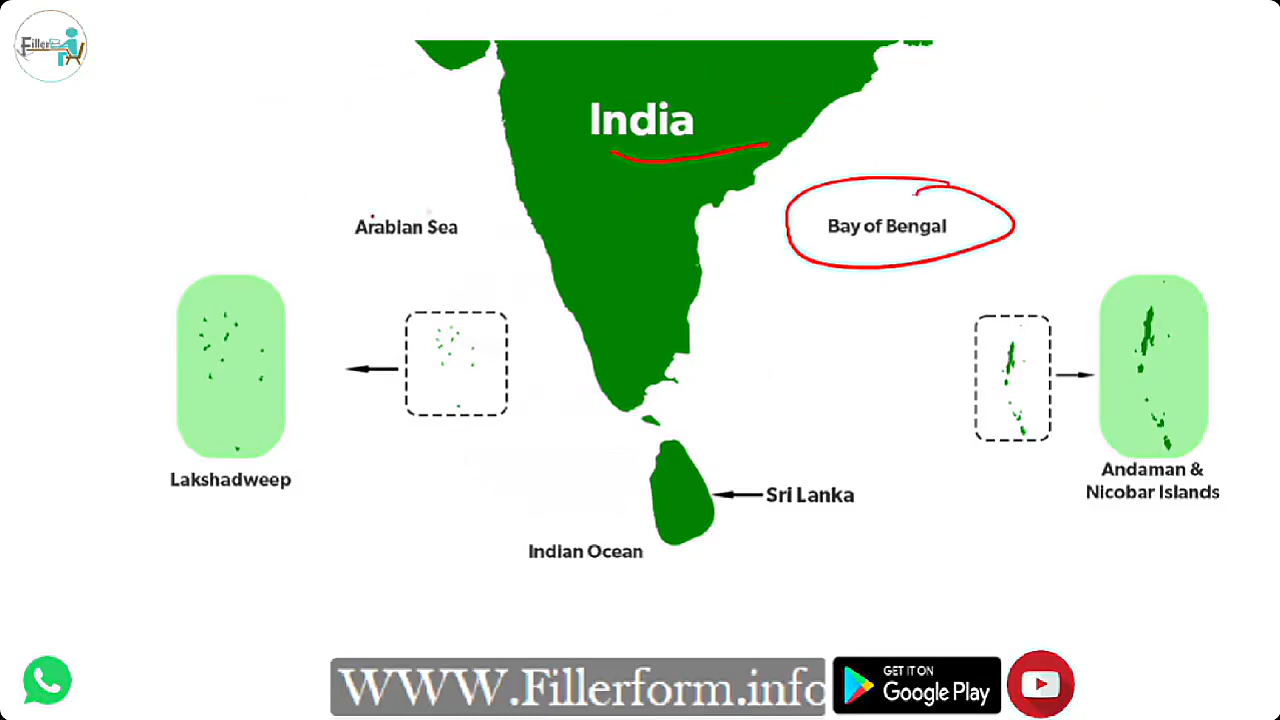 Filler
India
Arabian Sea
Bay of Bengal
Lakshadweep
Andaman &
Nicobar Islands
Sri Lanka
Indian Ocean
WWW.Fillerform.info
GET IT ON
Google Play